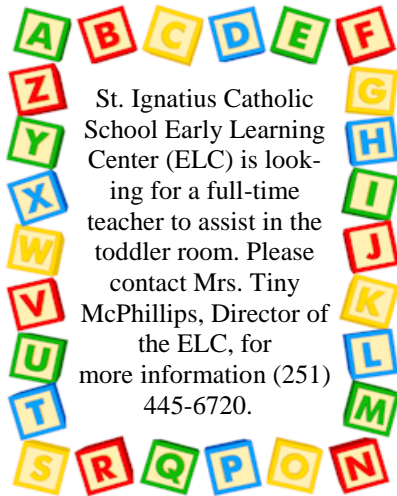 A B C D E F
Z G
Y H
X I
W J
V K
U L
T M
S R Q P O N
St. Ignatius Catholic
School Early Learning
Center (ELC) is look-
ing for a full-time
teacher to assist in the
toddler room. Please
contact Mrs. Tiny
McPhillips, Director of
the ELC, for
more information (251)
445-6720.